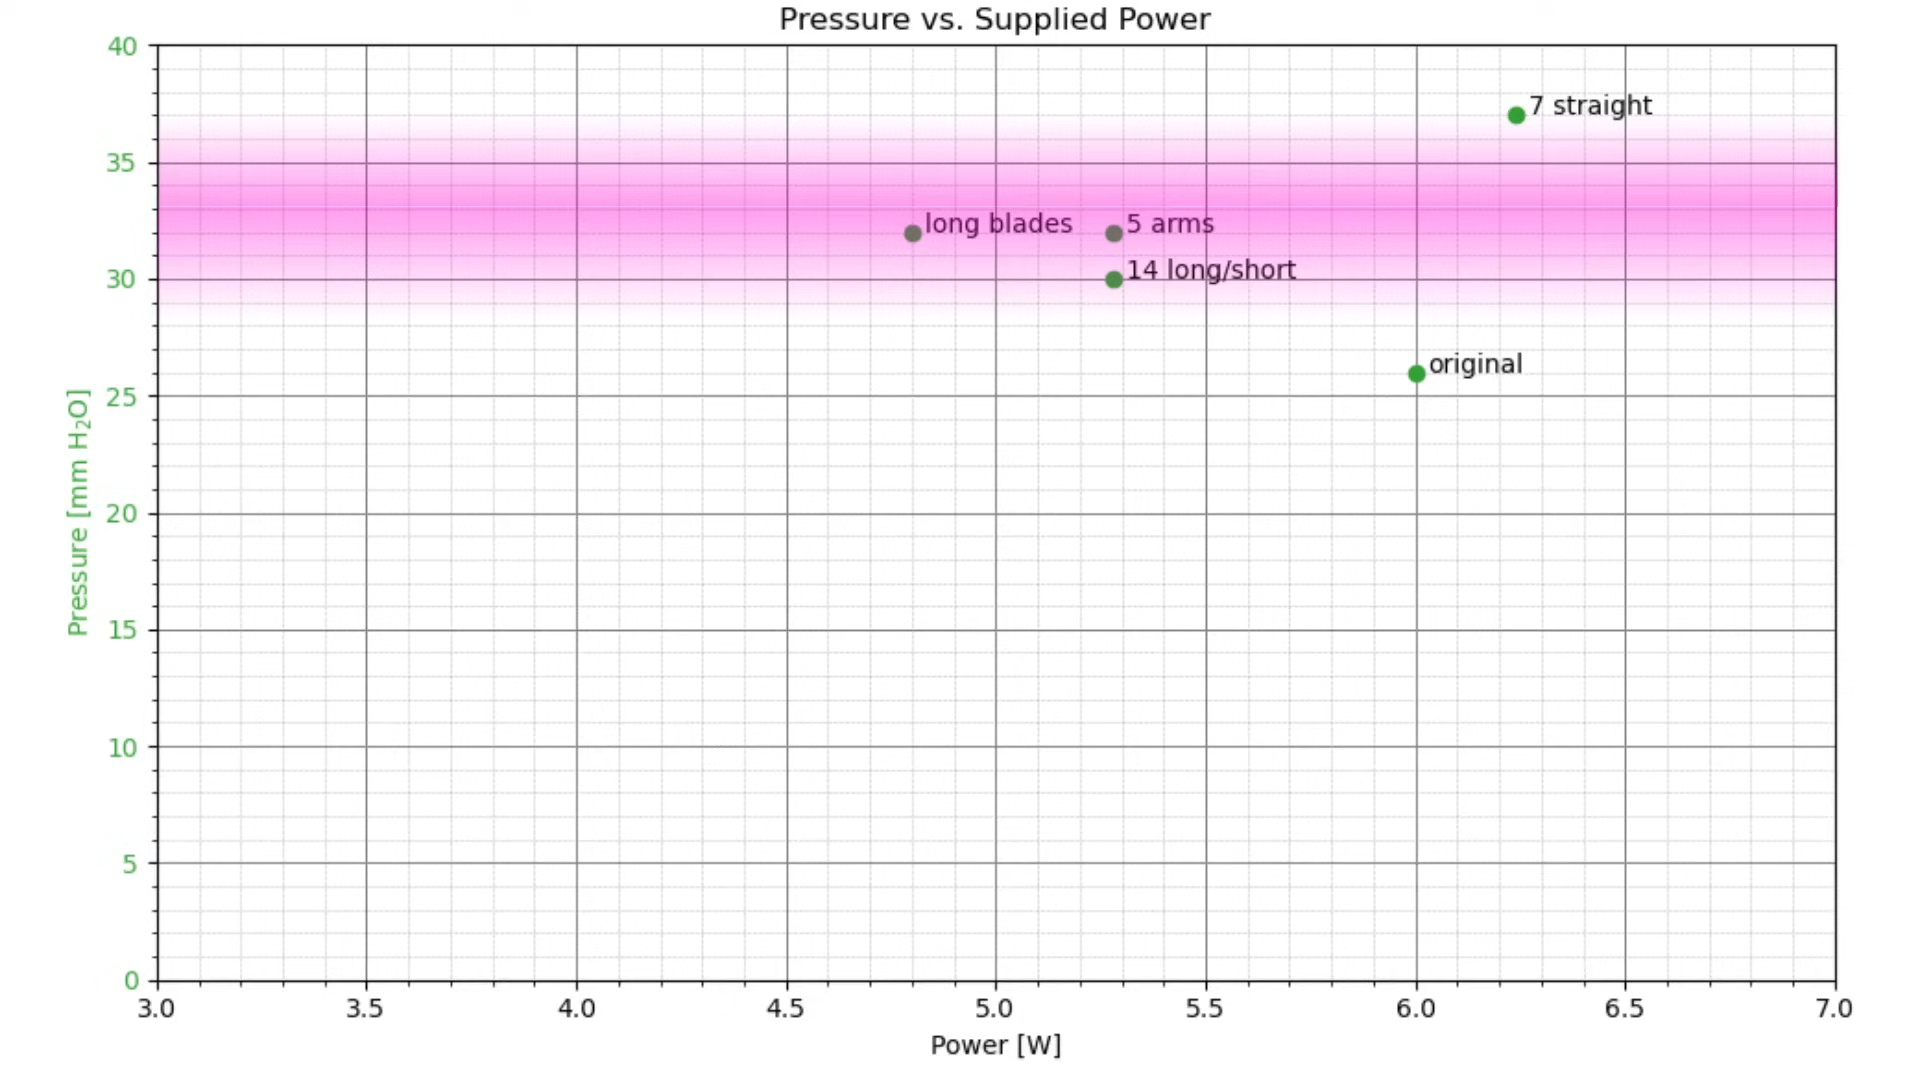 Pressure vs. Supplied Power
40
35
30
25
20
15
10
5
0
Pressure [mm H₂O]
7 straight
long blades
5 arms
14 long/short
original
3.0 3.5 4.0 4.5 5.0 5.5 6.0 6.5 7.0
Power [W]